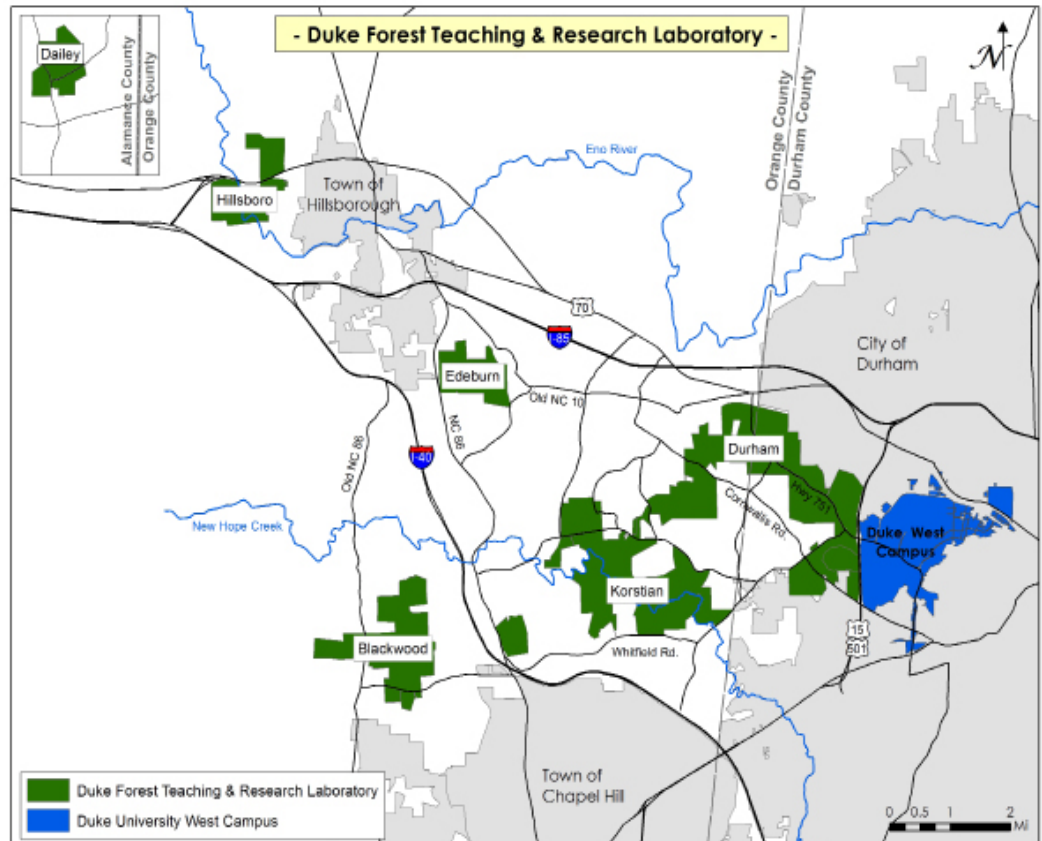 - Duke Forest Teaching & Research Laboratory -
N
Dailey
Alamance County
Orange County
Orange County
Durham County
Eno River
Hillsboro
Town of
Hillsborough
70
I-85
City of
Durham
Edeburn
Old NC 10
NC 86
Old NC 86
I-40
Durham
Hwy 751
Cornwallis Rd.
New Hope Creek
Duke West
Campus
Korstian
Blackwood
Whitfield Rd.
15
501
Town of
Chapel Hill
Duke Forest Teaching & Research Laboratory
Duke University West Campus
0 0.5 1 2
Mi